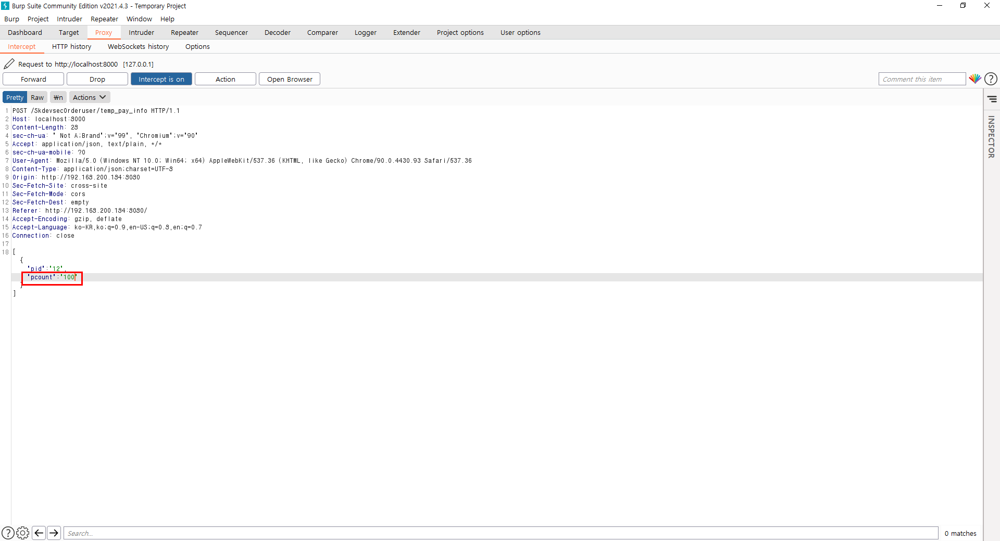 Burp Suite Community Edition v2021.4.3 - Temporary Project
Burp Project Intruder Repeater Window Help
Dashboard Target Proxy Intruder Repeater Sequencer Decoder Comparer Logger Extender Project options User options
Intercept HTTP history WebSockets history Options
Request to http://localhost:8000 [127.0.0.1]
Forward Drop Intercept is on Action Open Browser Comment this item ?
Pretty Raw ₩n Actions
INSPECTOR
1 POST /SkdevsecOrderuser/temp_pay_info HTTP/1.1
2 Host: localhost:8000
3 Content-Length: 28
4 sec-ch-ua: " Not A;Brand";v="99", "Chromium";v="90"
5 Accept: application/json, text/plain, */*
6 sec-ch-ua-mobile: ?0
7 User-Agent: Mozilla/5.0 (Windows NT 10.0; Win64; x64) AppleWebKit/537.36 (KHTML, like Gecko) Chrome/90.0.4430.93 Safari/537.36
8 Content-Type: application/json;charset=UTF-8
9 Origin: http://192.168.200.184:8080
10 Sec-Fetch-Site: cross-site
11 Sec-Fetch-Mode: cors
12 Sec-Fetch-Dest: empty
13 Referer: http://192.168.200.184:8080/
14 Accept-Encoding: gzip, deflate
15 Accept-Language: ko-KR,ko;q=0.9,en-US;q=0.8,en;q=0.7
16 Connection: close
17
18 [
{
"pid":"12",
"pcount":"100"
}
]
? Search... 0 matches